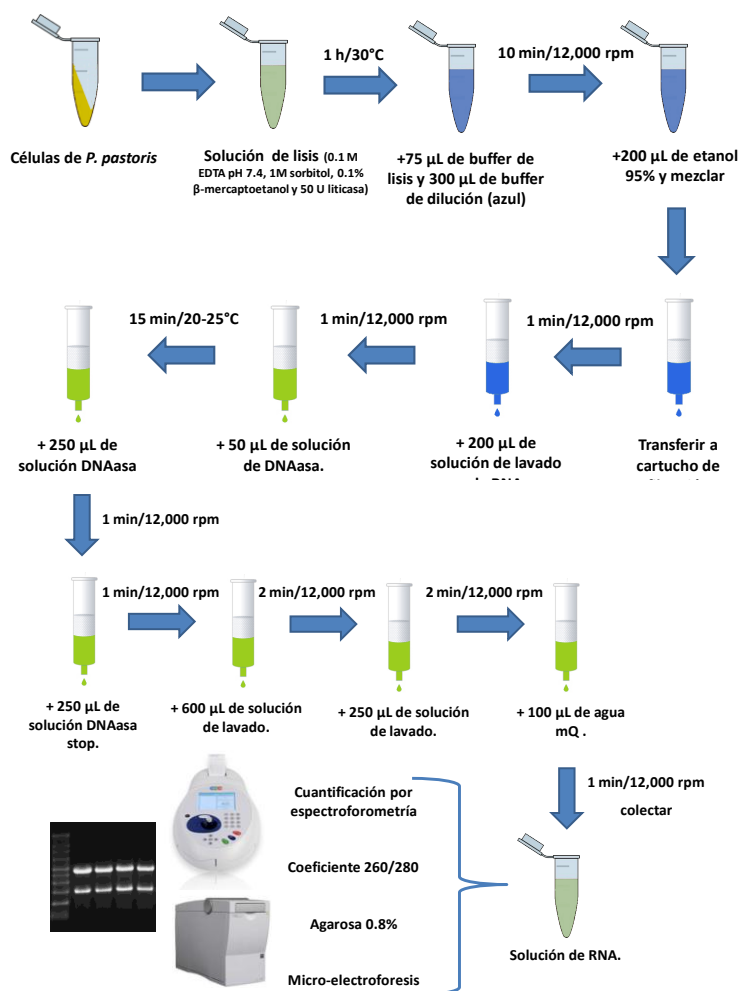 1 h/30°C
10 min/12,000 rpm
Células de P. pastoris
Solución de lisis (0.1 M
EDTA pH 7.4, 1M sorbitol, 0.1%
β-mercaptoetanol y 50 U liticasa)
+75 µL de buffer de
lisis y 300 µL de buffer
de dilución (azul)
+200 µL de etanol
95% y mezclar
15 min/20-25°C
1 min/12,000 rpm
1 min/12,000 rpm
+ 250 µL de
solución DNAasa
+ 50 µL de solución
de DNAasa.
+ 200 µL de
solución de lavado
Transferir a
cartucho de
1 min/12,000 rpm
1 min/12,000 rpm
2 min/12,000 rpm
2 min/12,000 rpm
+ 250 µL de
solución DNAasa
stop.
+ 600 µL de solución
de lavado.
+ 250 µL de solución
de lavado.
+ 100 µL de agua
mQ .
1 min/12,000 rpm
colectar
Cuantificación por
espectroforometría
Coeficiente 260/280
Agarosa 0.8%
Micro-electroforesis
Solución de RNA.